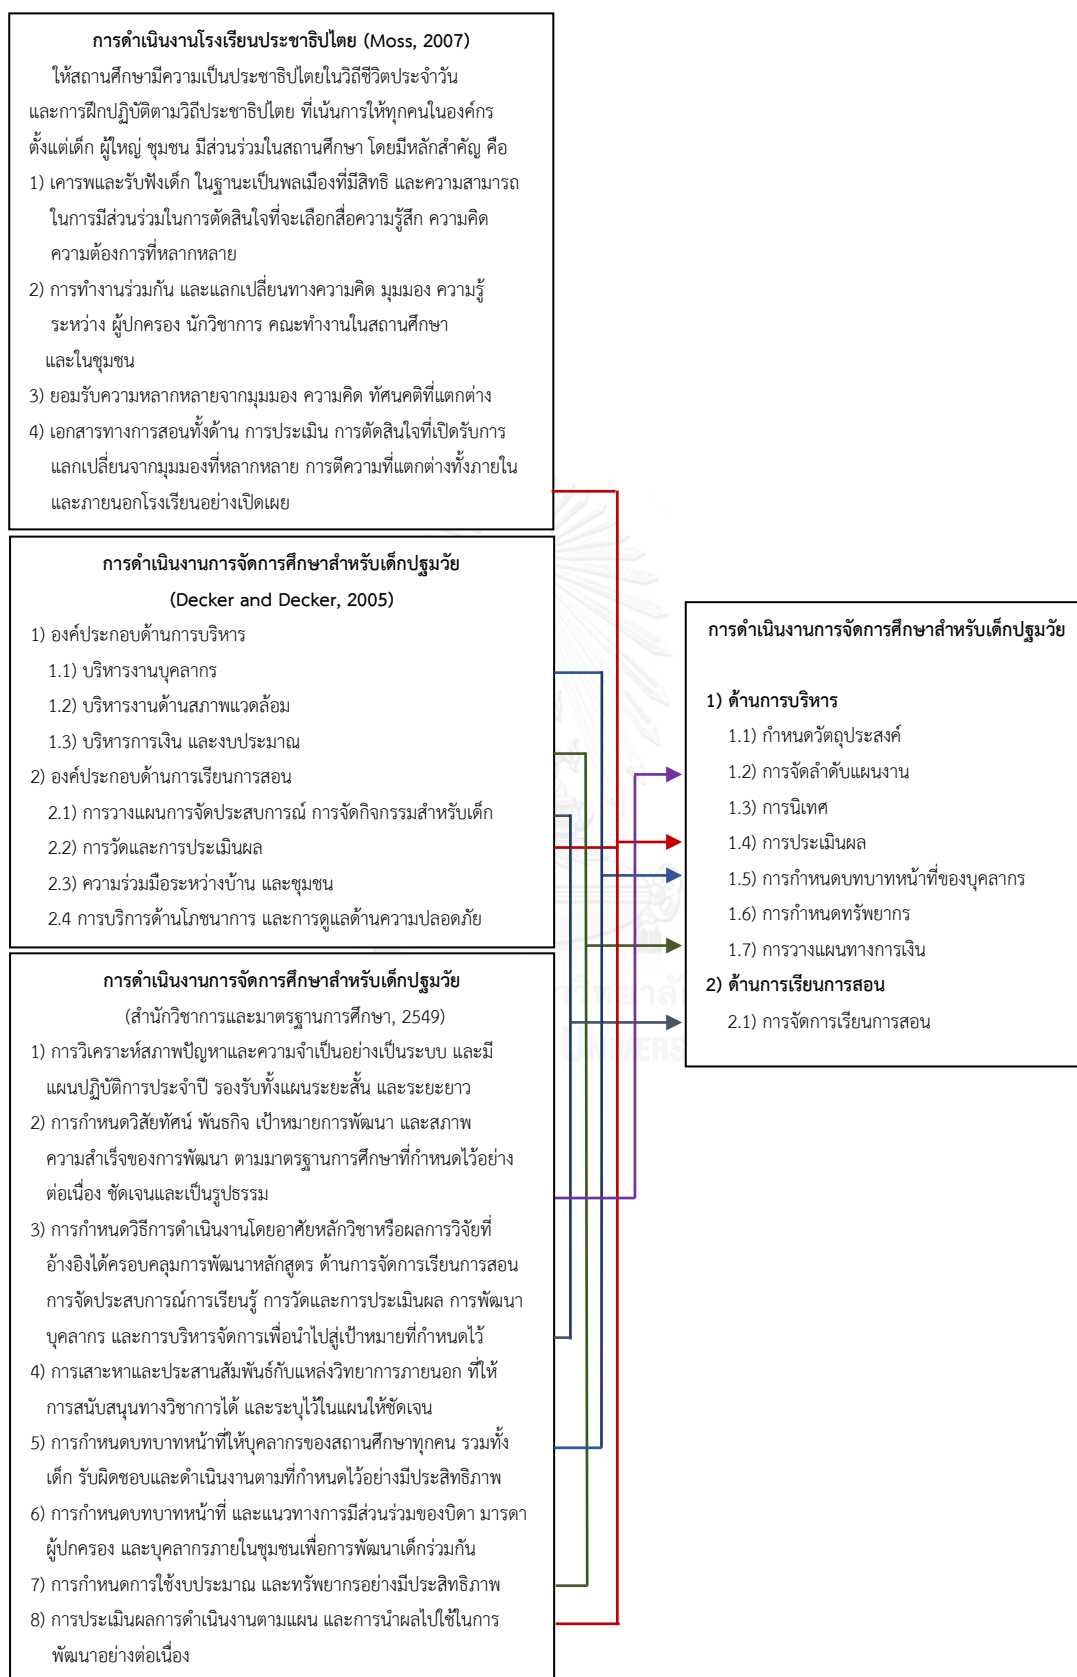 การดำเนินงานโรงเรียนประชาธิปไตย (Moss, 2007)
ให้สถานศึกษามีความเป็นประชาธิปไตยในวิถีชีวิตประจำวัน
และการฝึกปฏิบัติตามวิถีประชาธิปไตย ที่เน้นการให้ทุกคนในองค์กร
ตั้งแต่เด็ก ผู้ใหญ่ ชุมชน มีส่วนร่วมในสถานศึกษา โดยมีหลักสำคัญ คือ
1) เคารพและรับฟังเด็ก ในฐานะเป็นพลเมืองที่มีสิทธิ และความสามารถ
ในการมีส่วนร่วมในการตัดสินใจที่จะเลือกสื่อความรู้สึก ความคิด
ความต้องการที่หลากหลาย
2) การทำงานร่วมกัน และแลกเปลี่ยนทางความคิด มุมมอง ความรู้
ระหว่าง ผู้ปกครอง นักวิชาการ คณะทำงานในสถานศึกษา
และในชุมชน
3) ยอมรับความหลากหลายจากมุมมอง ความคิด ทัศนคติที่แตกต่าง
4) เอกสารทางการสอนทั้งด้าน การประเมิน การตัดสินใจที่เปิดรับการ
แลกเปลี่ยนจากมุมมองที่หลากหลาย การตีความที่แตกต่างทั้งภายใน
และภายนอกโรงเรียนอย่างเปิดเผย
การดำเนินงานการจัดการศึกษาสำหรับเด็กปฐมวัย
(Decker and Decker, 2005)
1) องค์ประกอบด้านการบริหาร
1.1) บริหารงานบุคลากร
1.2) บริหารงานด้านสภาพแวดล้อม
1.3) บริหารการเงิน และงบประมาณ
2) องค์ประกอบด้านการเรียนการสอน
2.1) การวางแผนการจัดประสบการณ์ การจัดกิจกรรมสำหรับเด็ก
2.2) การวัดและการประเมินผล
2.3) ความร่วมมือระหว่างบ้าน และชุมชน
2.4 การบริการด้านโภชนาการ และการดูแลด้านความปลอดภัย
การดำเนินงานการจัดการศึกษาสำหรับเด็กปฐมวัย
(สำนักวิชาการและมาตรฐานการศึกษา, 2549)
1) การวิเคราะห์สภาพปัญหาและความจำเป็นอย่างเป็นระบบ และมี
แผนปฏิบัติการประจำปี รองรับทั้งแผนระยะสั้น และระยะยาว
2) การกำหนดวิสัยทัศน์ พันธกิจ เป้าหมายการพัฒนา และสภาพ
ความสำเร็จของการพัฒนา ตามมาตรฐานการศึกษาที่กำหนดไว้อย่าง
ต่อเนื่อง ชัดเจนและเป็นรูปธรรม
3) การกำหนดวิธีการดำเนินงานโดยอาศัยหลักวิชาหรือผลการวิจัยที่
อ้างอิงได้ครอบคลุมการพัฒนาหลักสูตร ด้านการจัดการเรียนการสอน
การจัดประสบการณ์การเรียนรู้ การวัดและการประเมินผล การพัฒนา
บุคลากร และการบริหารจัดการเพื่อนำไปสู่เป้าหมายที่กำหนดไว้
4) การเสาะหาและประสานสัมพันธ์กับแหล่งวิทยาการภายนอก ที่ให้
การสนับสนุนทางวิชาการได้ และระบุไว้ในแผนให้ชัดเจน
5) การกำหนดบทบาทหน้าที่ให้บุคลากรของสถานศึกษาทุกคน รวมทั้ง
เด็ก รับผิดชอบและดำเนินงานตามที่กำหนดไว้อย่างมีประสิทธิภาพ
6) การกำหนดบทบาทหน้าที่ และแนวทางการมีส่วนร่วมของบิดา มารดา
ผู้ปกครอง และบุคลากรภายในชุมชนเพื่อการพัฒนาเด็กร่วมกัน
7) การกำหนดการใช้งบประมาณ และทรัพยากรอย่างมีประสิทธิภาพ
8) การประเมินผลการดำเนินงานตามแผน และการนำผลไปใช้ในการ
พัฒนาอย่างต่อเนื่อง
การดำเนินงานการจัดการศึกษาสำหรับเด็กปฐมวัย
1) ด้านการบริหาร
1.1) กำหนดวัตถุประสงค์
1.2) การจัดลำดับแผนงาน
1.3) การนิเทศ
1.4) การประเมินผล
1.5) การกำหนดบทบาทหน้าที่ของบุคลากร
1.6) การกำหนดทรัพยากร
1.7) การวางแผนทางการเงิน
2) ด้านการเรียนการสอน
2.1) การจัดการเรียนการสอน